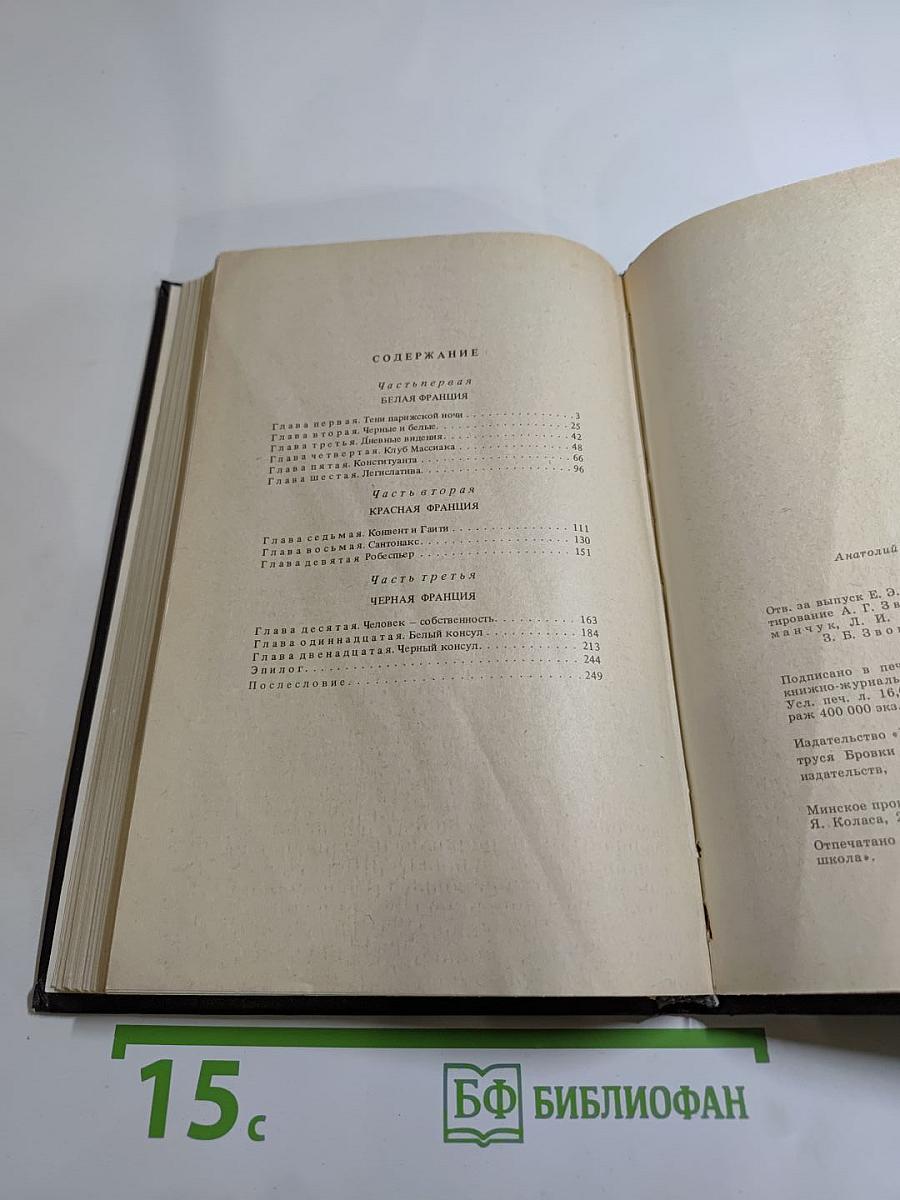 СОДЕРЖАНИЕ
Часть первая
БЕЛАЯ ФРАНЦИЯ
Глава первая. Тени парижской ночи . . . . . . . . . . . . . . 3
Глава вторая. Черные и белые. . . . . . . . . . . . . . . . . 25
Глава третья. Дневные видения. . . . . . . . . . . . . . . . 42
Глава четвертая. Клуб Массиака . . . . . . . . . . . . . . . 48
Глава пятая. Конституанта . . . . . . . . . . . . . . . . . . 66
Глава шестая. Легислатива. . . . . . . . . . . . . . . . . . 96
Часть вторая
КРАСНАЯ ФРАНЦИЯ
Глава седьмая. Конвент и Гаити . . . . . . . . . . . . . . . 111
Глава восьмая. Сантонакс. . . . . . . . . . . . . . . . . . . 130
Глава девятая Робеспьер . . . . . . . . . . . . . . . . . . . 151
Часть третья
ЧЕРНАЯ ФРАНЦИЯ
Глава десятая. Человек — собственность. . . . . . . . . . . 163
Глава одиннадцатая. Белый консул . . . . . . . . . . . . . 184
Глава двенадцатая. Черный консул. . . . . . . . . . . . . . 213
Эпилог. . . . . . . . . . . . . . . . . . . . . . . . . . . . 244
Послесловие. . . . . . . . . . . . . . . . . . . . . . . . . 249
Анатолий
Отв. за выпуск Е. Э.
тирование А. Г. Зв
манчук, Л. И.
З. Б. Звон
Подписано в печ
книжно-журналь
Усл. печ. л. 16,
раж 400 000 экз.
Издательство «
труся Бровки
издательств,
Минское прои
Я. Коласа, 2
Отпечатано
школа».
15 с
БФ БИБЛИОФАН